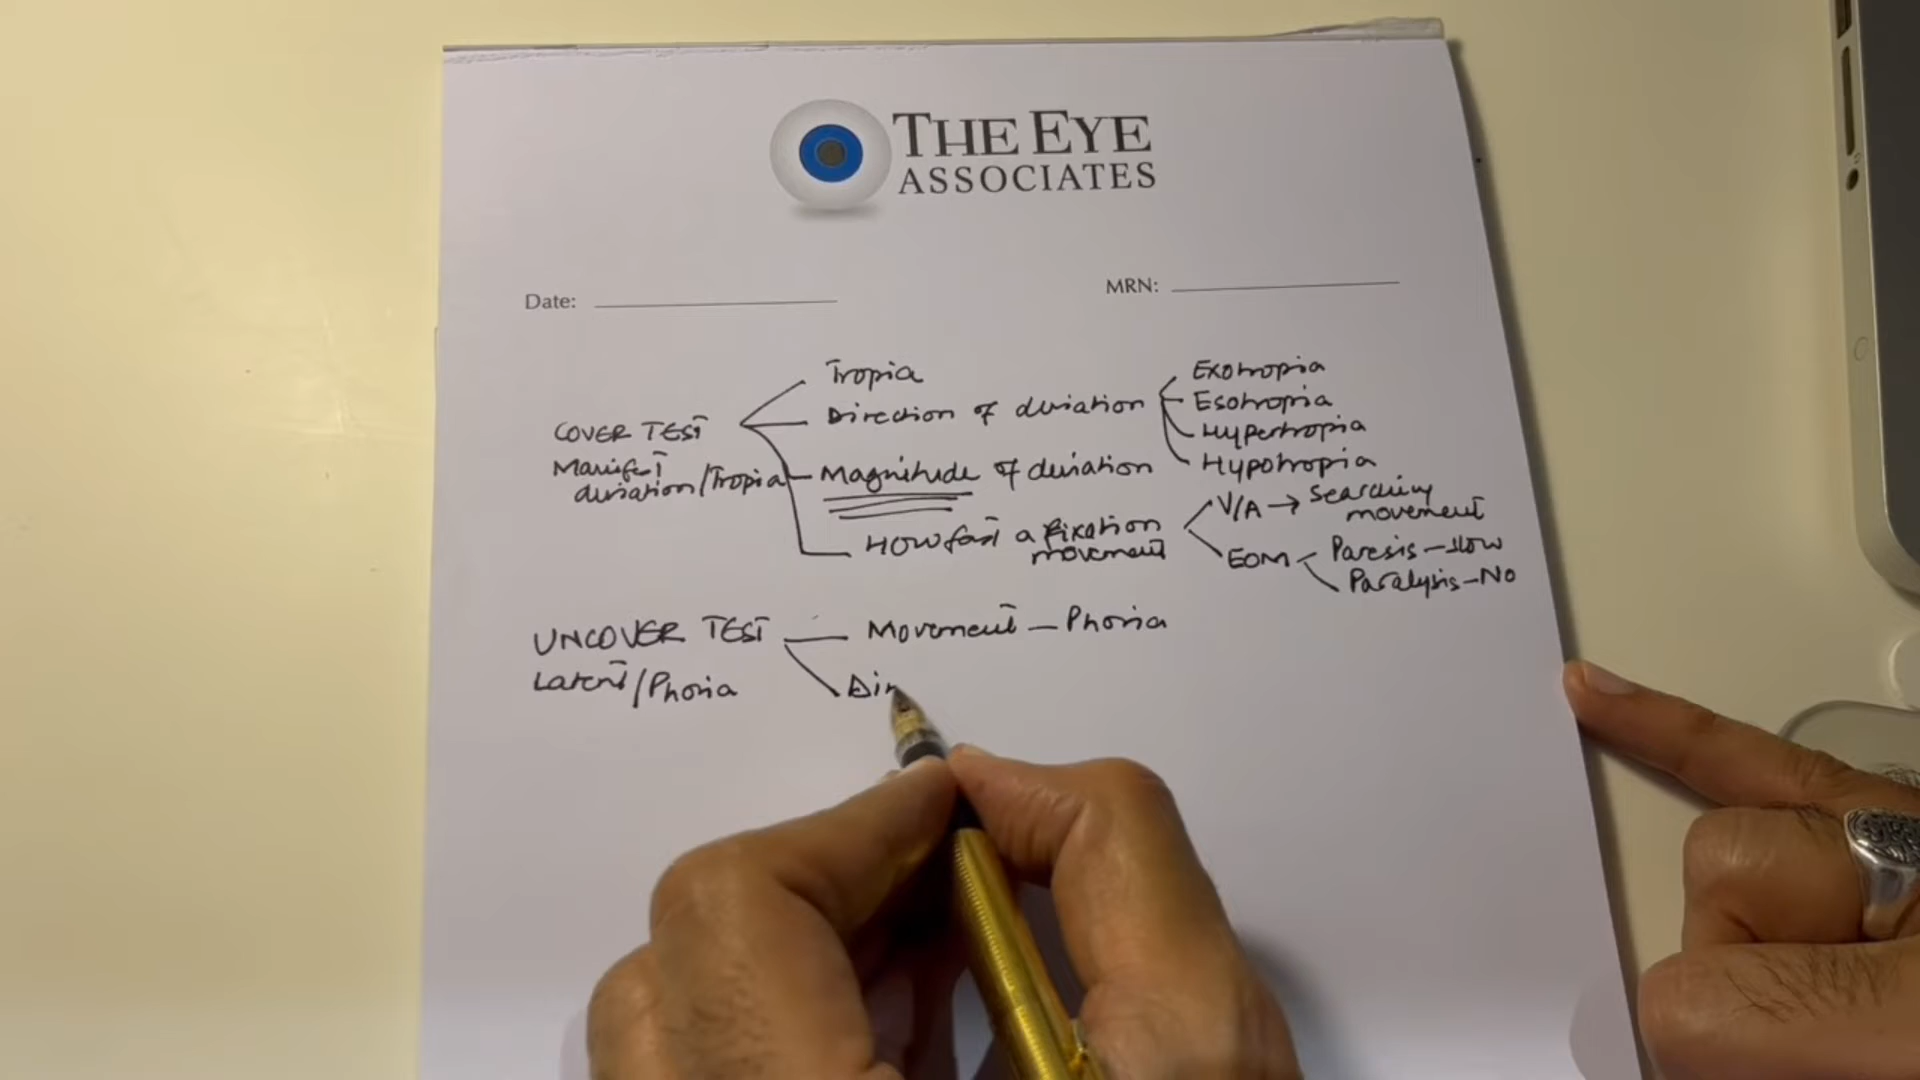 THE EYE
ASSOCIATES
Date:
MRN:
COVER TEST
Manifest
deviation/Tropia
Tropia
Direction of deviation
Exotropia
Esotropia
Hypertropia
Hypotropia
Magnitude of deviation
HOW fast a fixation
movement
V/A → Searching
movement
EOM
Paresis - slow
Paralysis - No
UNCOVER TEST
Latent/Phoria
Movement - Phoria
Dir